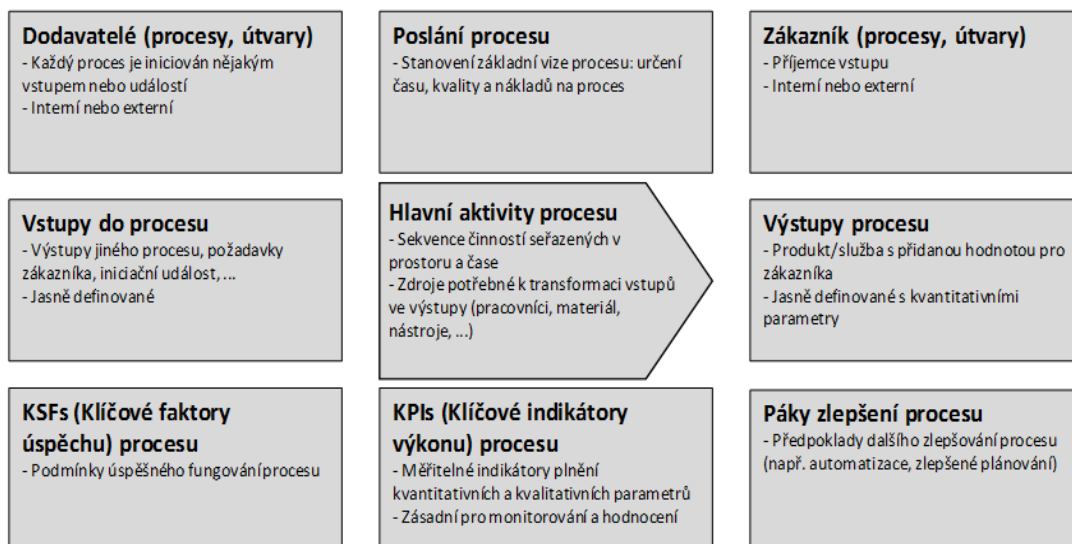 Dodavatelé (procesy, útvary)
- Každý proces je iniciován nějakým
vstupem nebo událostí
- Interní nebo externí
Poslání procesu
- Stanovení základní vize procesu: určení
času, kvality a nákladů na proces
Zákazník (procesy, útvary)
- Příjemce vstupu
- Interní nebo externí
Vstupy do procesu
- Výstupy jiného procesu, požadavky
zákazníka, iniciační událost, ...
- Jasně definované
Hlavní aktivity procesu
- Sekvence činností seřazených v
prostoru a čase
- Zdroje potřebné k transformaci vstupů
ve výstupy (pracovníci, materiál,
nástroje, ...)
Výstupy procesu
- Produkt/služba s přidanou hodnotou pro
zákazníka
- Jasně definované s kvantitativními
parametry
KSFs (Klíčové faktory
úspěchu) procesu
- Podmínky úspěšného fungování procesu
KPIs (Klíčové indikátory
výkonu) procesu
- Měřitelné indikátory plnění
kvantitativních a kvalitativních parametrů
- Zásadní pro monitorování a hodnocení
Páky zlepšení procesu
- Předpoklady dalšího zlepšování procesu
(např. automatizace, zlepšené plánování)